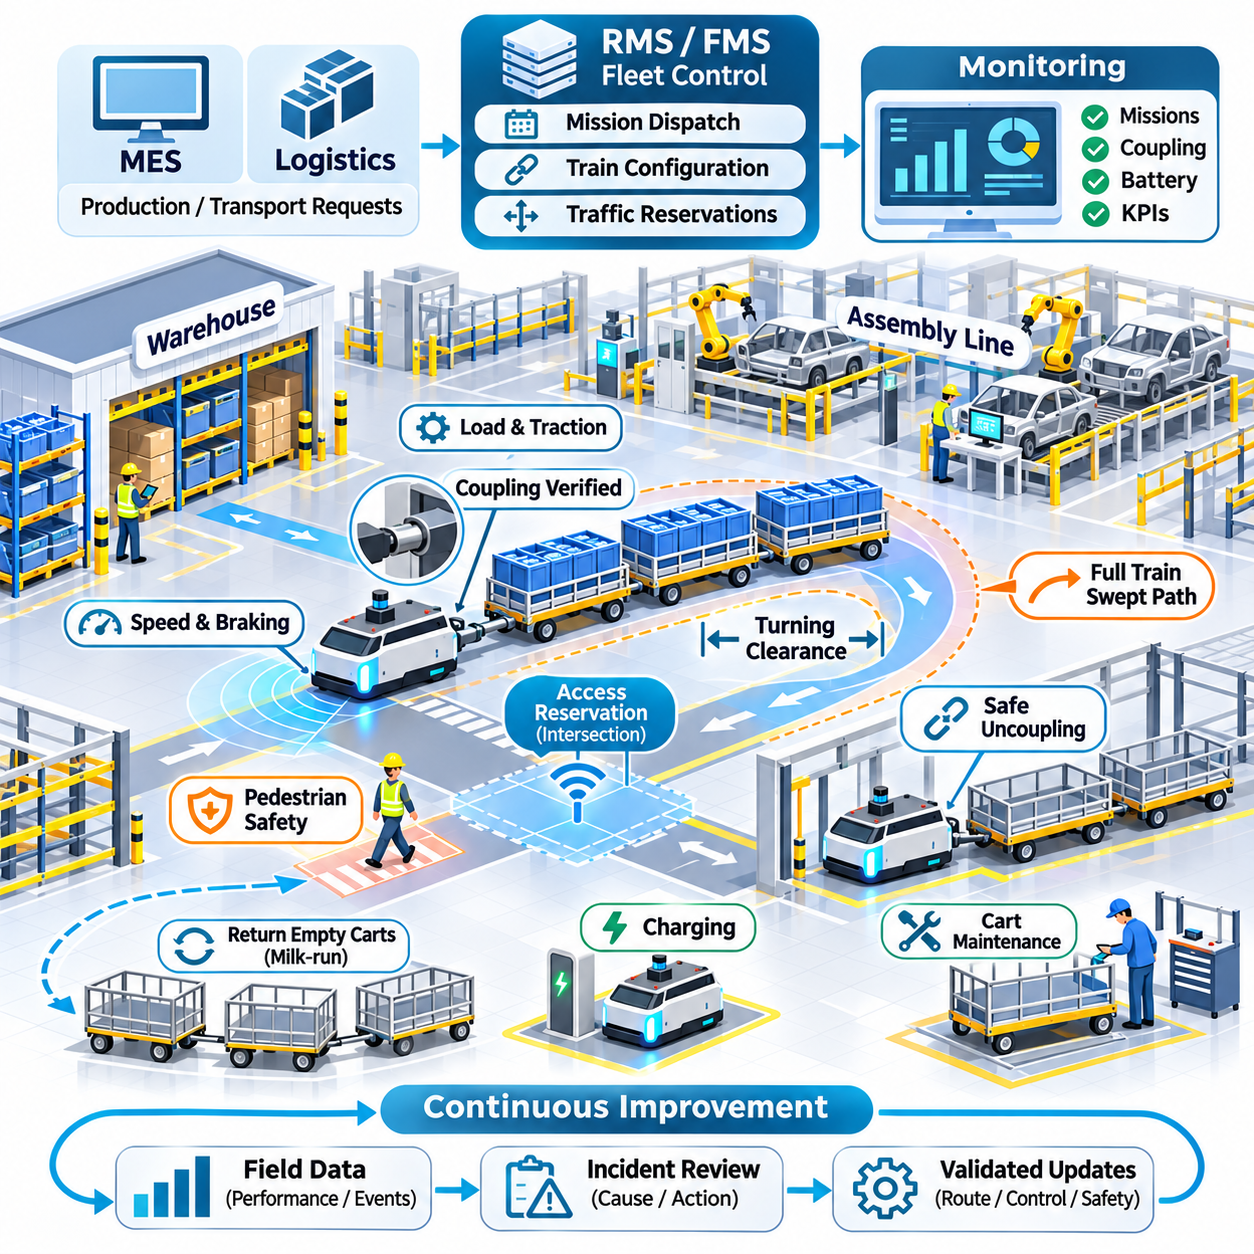 MES
Logistics
Production / Transport Requests
RMS / FMS
Fleet Control
Mission Dispatch
Train Configuration
Traffic Reservations
Monitoring
Missions
Coupling
Battery
KPIs
Warehouse
Assembly Line
Load & Traction
Coupling Verified
Speed & Braking
Full Train
Swept Path
Turning
Clearance
Access
Reservation
(Intersection)
Safe
Uncoupling
Pedestrian
Safety
Return Empty Carts
(Milk-run)
Charging
Cart
Maintenance
Continuous Improvement
Field Data
(Performance / Events)
Incident Review
(Cause / Action)
Validated Updates
(Route / Control / Safety)